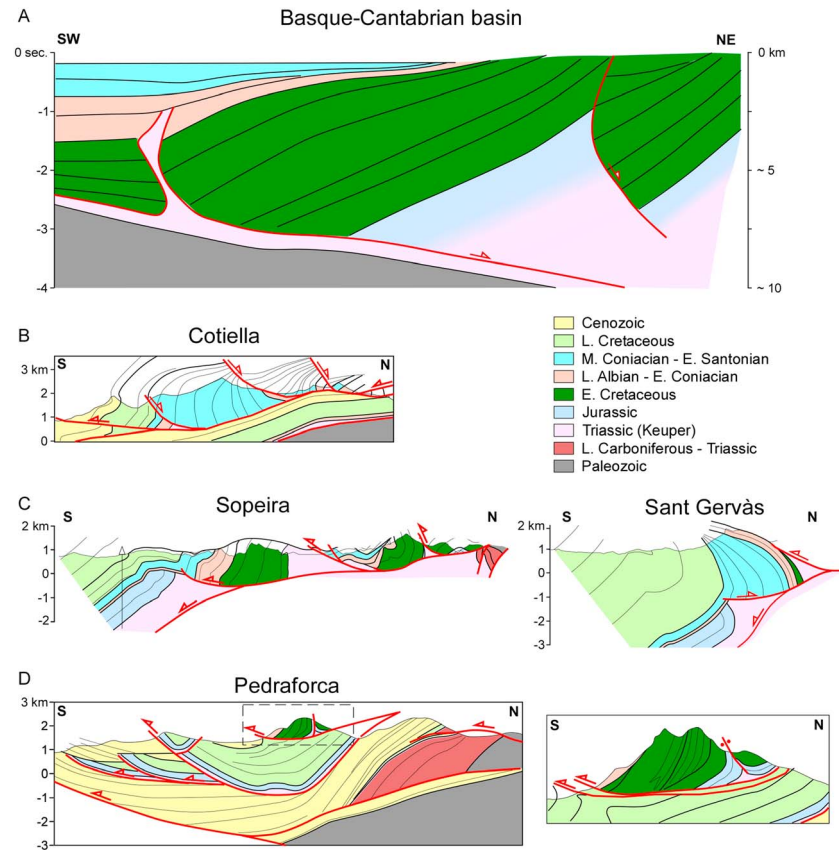 A
Basque-Cantabrian basin
SW
NE
0 sec.
-1
-2
-3
-4
0 km
~ 5
~ 10
B
Cotiella
S
N
3 km
2
1
0
Cenozoic
L. Cretaceous
M. Coniacian - E. Santonian
L. Albian - E. Coniacian
E. Cretaceous
Jurassic
Triassic (Keuper)
L. Carboniferous - Triassic
Paleozoic
C
Sopeira
S
N
2 km
1
0
-1
-2
Sant Gervàs
S
N
2 km
1
0
-1
-2
-3
D
Pedraforca
S
N
3 km
2
1
0
-1
-2
-3
S
N